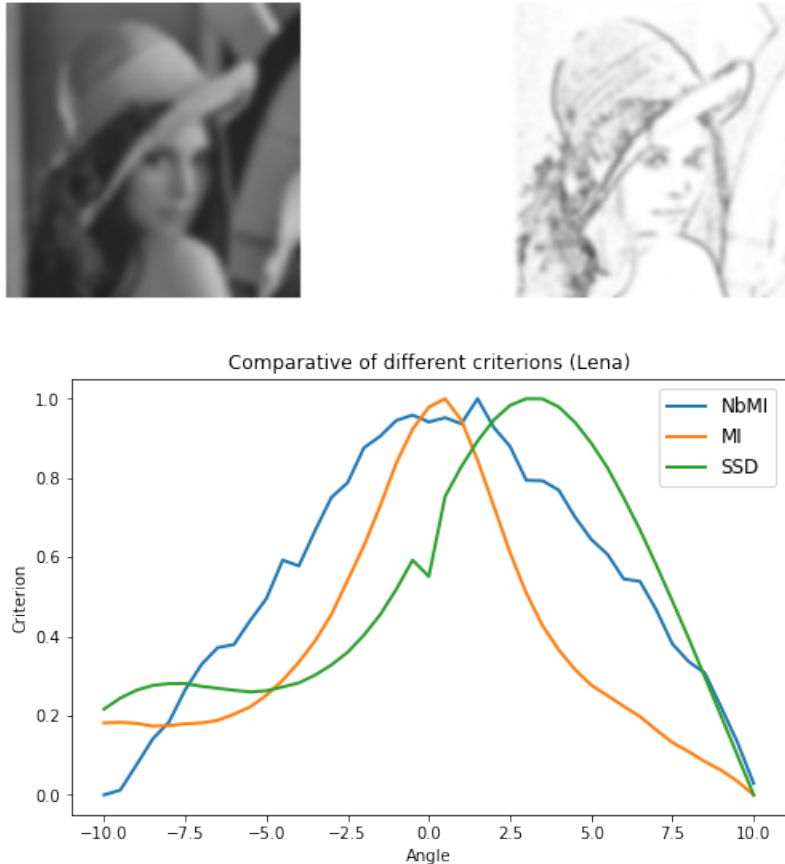 Comparative of different criterions (Lena)
1.0
0.8
0.6
0.4
0.2
0.0
Criterion
NbMI
MI
SSD
−10.0 −7.5 −5.0 −2.5 0.0 2.5 5.0 7.5 10.0
Angle